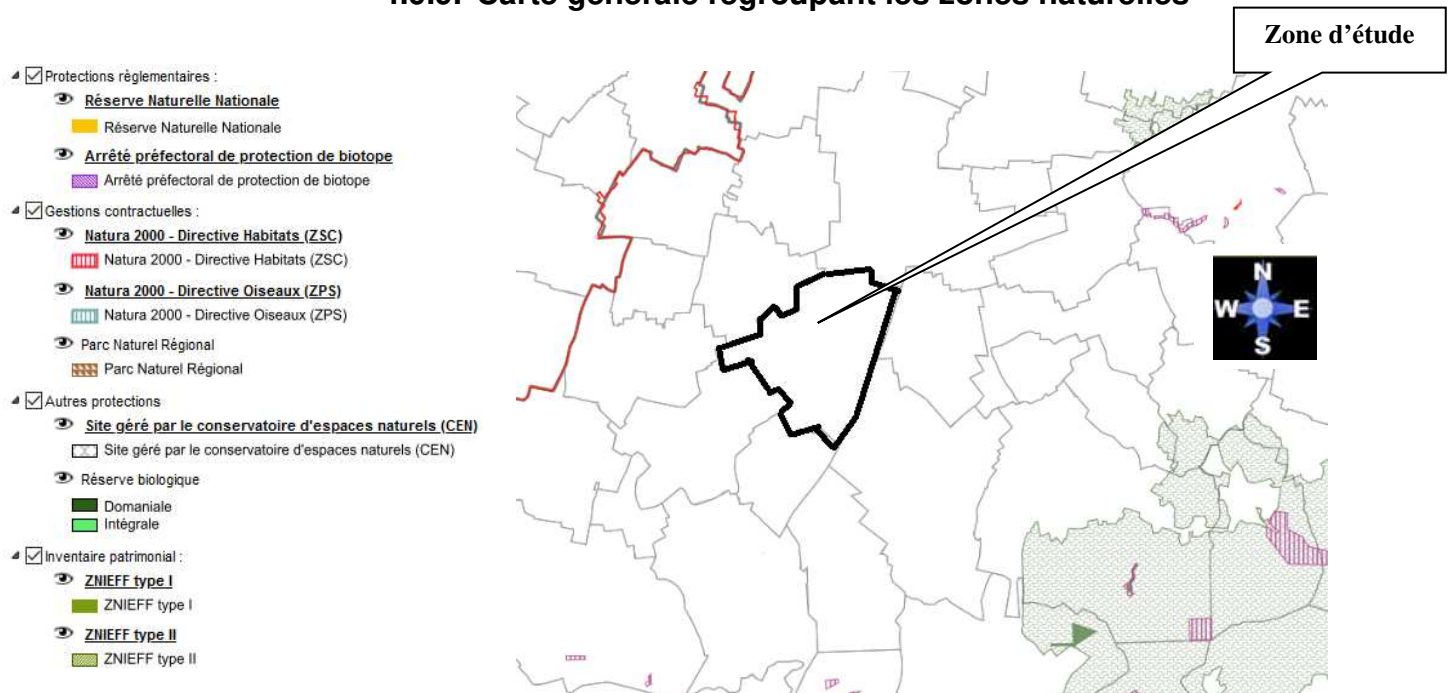 Carte générale regroupant les zones naturelles
Zone d'étude
Protections règlementaires :
Réserve Naturelle Nationale
Réserve Naturelle Nationale
Arrêté préfectoral de protection de biotope
Arrêté préfectoral de protection de biotope
Gestions contractuelles :
Natura 2000 - Directive Habitats (ZSC)
Natura 2000 - Directive Habitats (ZSC)
Natura 2000 - Directive Oiseaux (ZPS)
Natura 2000 - Directive Oiseaux (ZPS)
Parc Naturel Régional
Parc Naturel Régional
Autres protections
Site géré par le conservatoire d'espaces naturels (CEN)
Site géré par le conservatoire d'espaces naturels (CEN)
Réserve biologique
Domaniale
Intégrale
Inventaire patrimonial :
ZNIEFF type I
ZNIEFF type I
ZNIEFF type II
ZNIEFF type II
N
W E
S